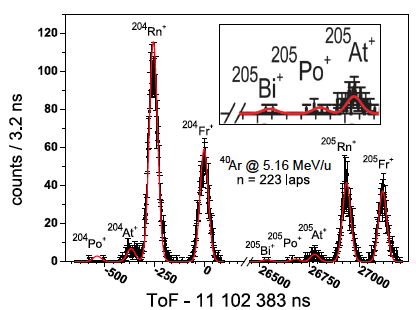 ²⁰⁴Rn⁺
²⁰⁵Bi⁺ ²⁰⁵Po⁺ ²⁰⁵At⁺
120
100
80
60
40
20
0
counts / 3.2 ns
²⁰⁴Fr⁺
²⁰⁵Rn⁺
²⁰⁵Fr⁺
⁴⁰Ar @ 5.16 MeV/u
n = 223 laps
²⁰⁴Po⁺ ²⁰⁴At⁺
²⁰⁵Bi⁺ ²⁰⁵Po⁺ ²⁰⁵At⁺
-500 -250 0 26500 26750 27000
ToF - 11 102 383 ns